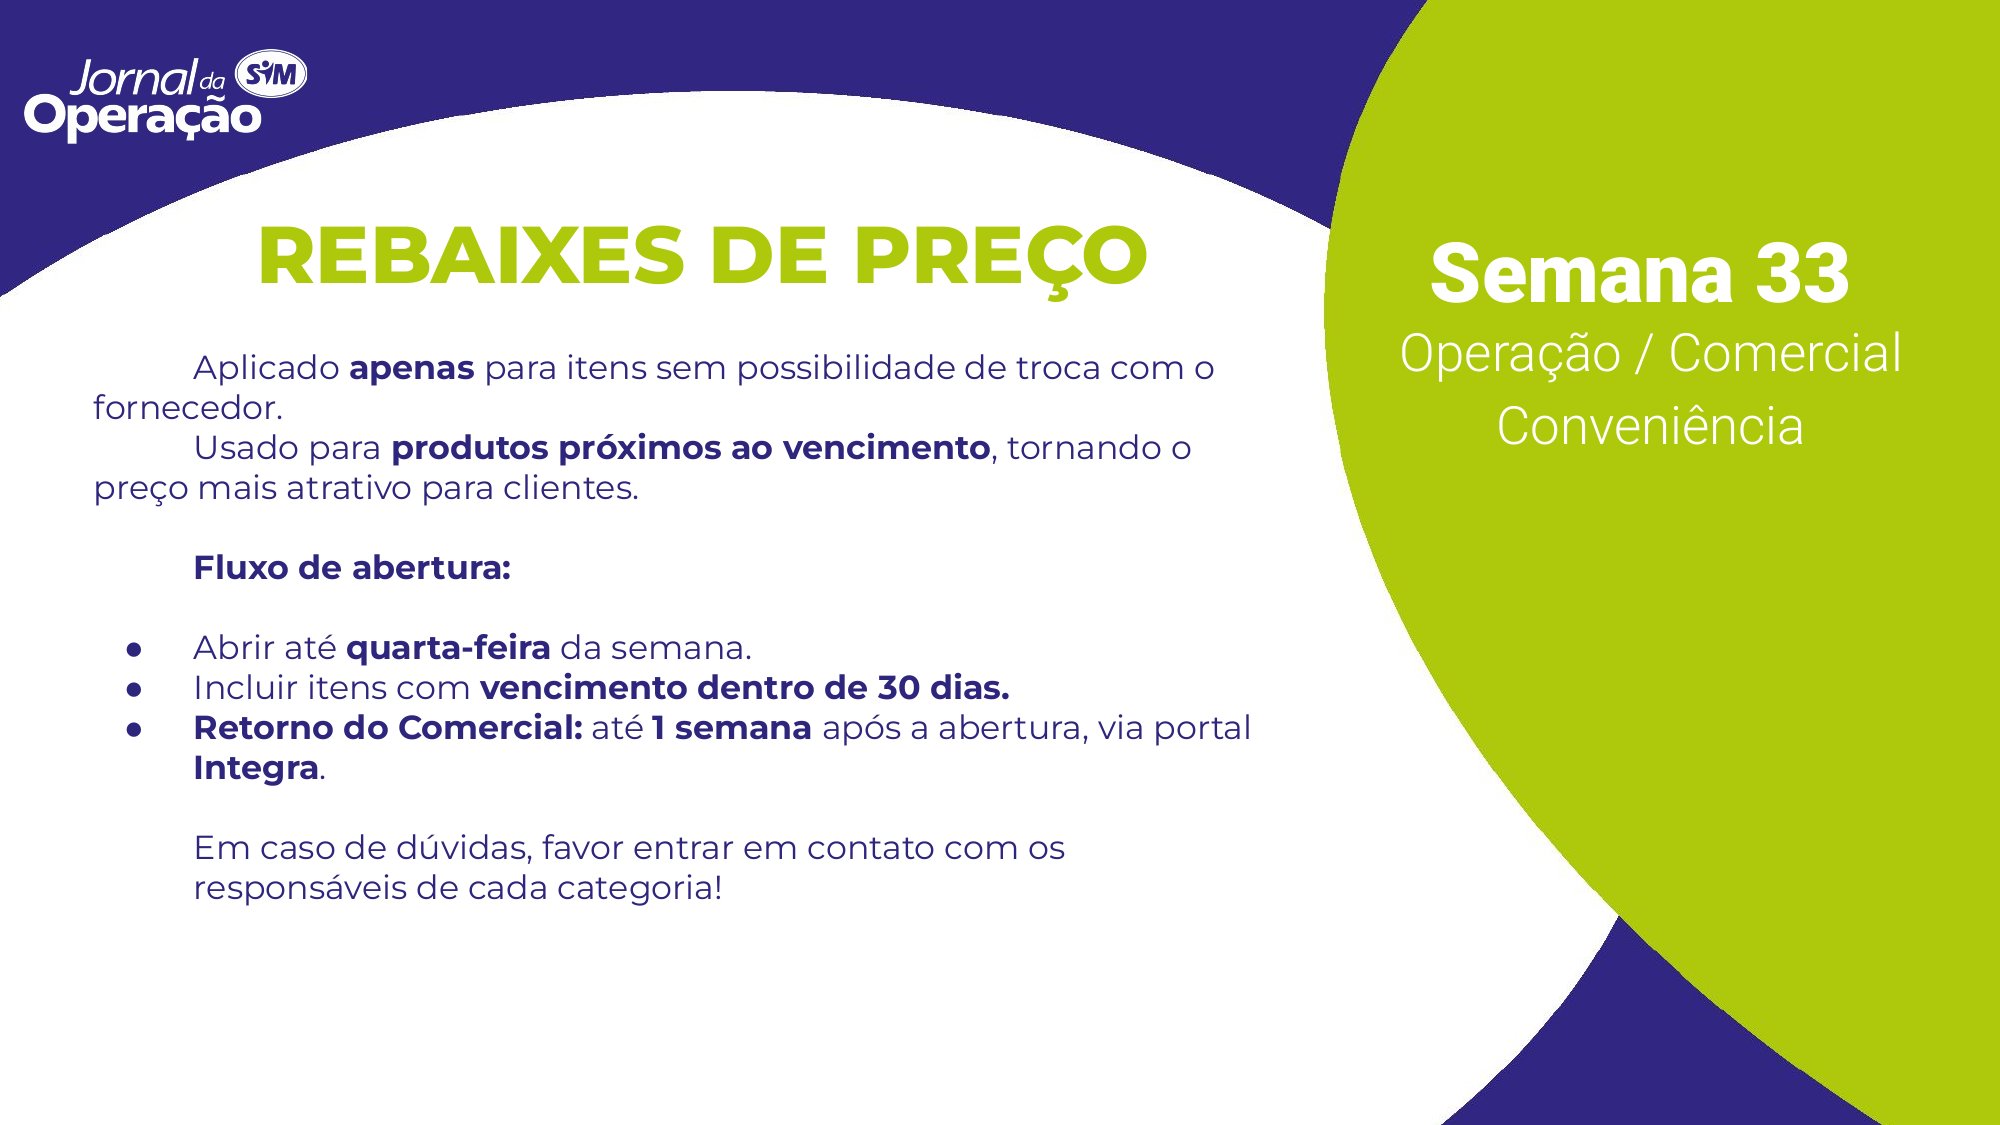 Jornal da SIM
Operação
REBAIXES DE PREÇO
Aplicado apenas para itens sem possibilidade de troca com o
fornecedor.
Usado para produtos próximos ao vencimento, tornando o
preço mais atrativo para clientes.
Fluxo de abertura:
● Abrir até quarta-feira da semana.
● Incluir itens com vencimento dentro de 30 dias.
● Retorno do Comercial: até 1 semana após a abertura, via portal
Integra.
Em caso de dúvidas, favor entrar em contato com os
responsáveis de cada categoria!
Semana 33
Operação / Comercial
Conveniência